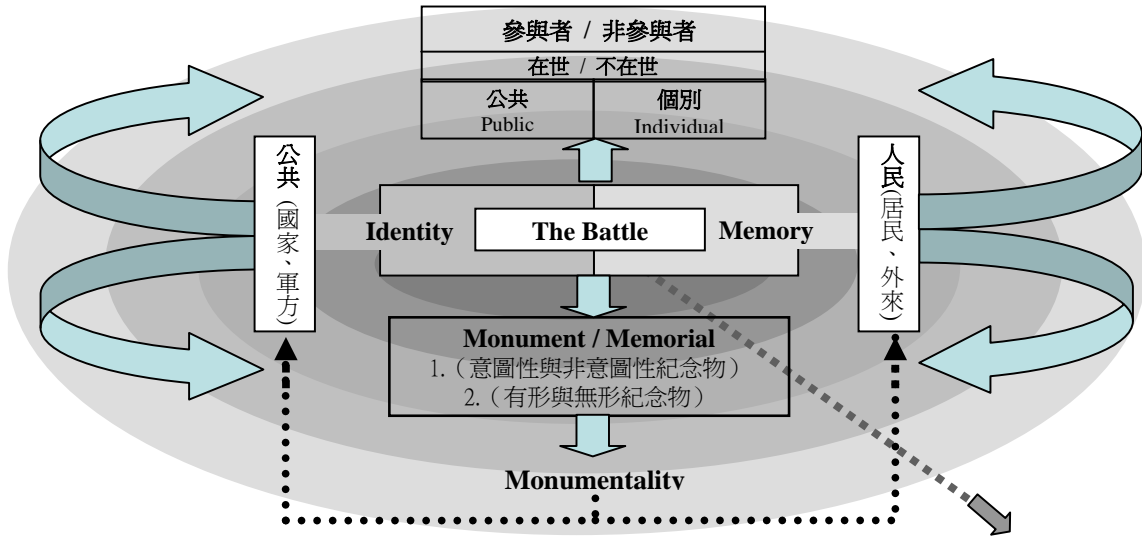 參與者 / 非參與者
在世 / 不在世
公共
Public
個別
Individual
公共（國家、軍方）
人民(居民、外來)
Identity
The Battle
Memory
Monument / Memorial
1.（意圖性與非意圖性紀念物）
2.（有形與無形紀念物）
Monumentality